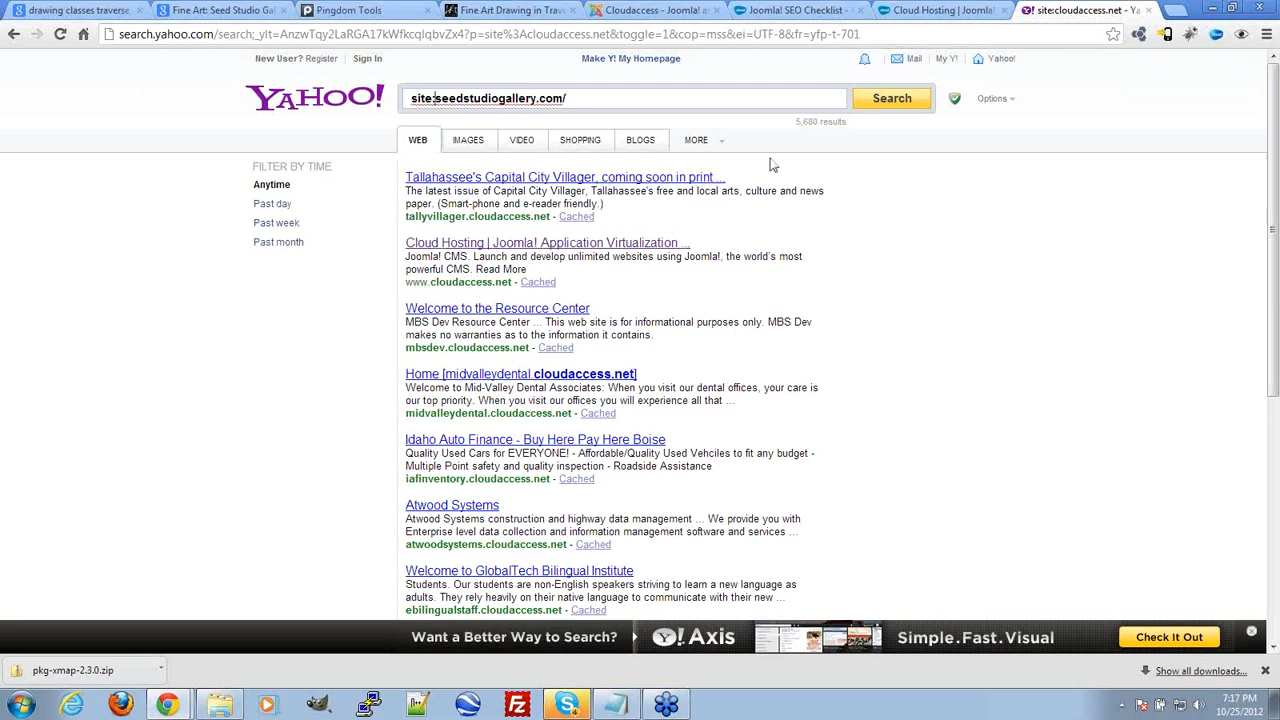 drawing classes traverse
Fine Art: Seed Studio Gal
Pingdom Tools
Fine Art Drawing in Trave
Cloudaccess - Joomla! as
Joomla! SEO Checklist -
Cloud Hosting | Joomla!
site:cloudaccess.net - Ya
search.yahoo.com/search;_ylt=AnzwTqy2LaRGA17kWfkcqlqbvZx4?p=site%3Acloudaccess.net&toggle=1&cop=mss&ei=UTF-8&fr=yfp-t-701
New User? Register
Sign In
Make Y! My Homepage
Mail
My Y!
Yahoo!
YAHOO!
site:seedstudiogallery.com/
Search
Options
5,680 results
WEB
IMAGES
VIDEO
SHOPPING
BLOGS
MORE
FILTER BY TIME
Anytime
Past day
Past week
Past month
Tallahassee's Capital City Villager, coming soon in print ...
The latest issue of Capital City Villager, Tallahassee's free and local arts, culture and news
paper. (Smart-phone and e-reader friendly.)
tallyvillager.cloudaccess.net - Cached
Cloud Hosting | Joomla! Application Virtualization ...
Joomla! CMS. Launch and develop unlimited websites using Joomla!, the world's most
powerful CMS. Read More
www.cloudaccess.net - Cached
Welcome to the Resource Center
MBS Dev Resource Center ... This web site is for informational purposes only. MBS Dev
makes no warranties as to the information it contains.
mbsdev.cloudaccess.net - Cached
Home [midvalleydental.cloudaccess.net]
Welcome to Mid-Valley Dental Associates: When you visit our dental offices, your care is
our top priority. When you visit our offices you will experience all that ...
midvalleydental.cloudaccess.net - Cached
Idaho Auto Finance - Buy Here Pay Here Boise
Quality Used Cars for EVERYONE! - Affordable/Quality Used Vehciles to fit any budget -
Multiple Point safety and quality inspection - Roadside Assistance
iafinventory.cloudaccess.net - Cached
Atwood Systems
Atwood Systems construction and highway data management ... We provide you with
Enterprise level data collection and information management software and services ...
atwoodsystems.cloudaccess.net - Cached
Welcome to GlobalTech Bilingual Institute
Students. Our students are non-English speakers striving to learn a new language as
adults. They rely heavily on their native language to communicate with their new ...
ebilingualstaff.cloudaccess.net - Cached
Want a Better Way to Search?
Y! Axis
Simple.Fast.Visual
Check It Out
pkg-xmap-2.3.0.zip
Show all downloads...
7:17 PM
10/25/2012